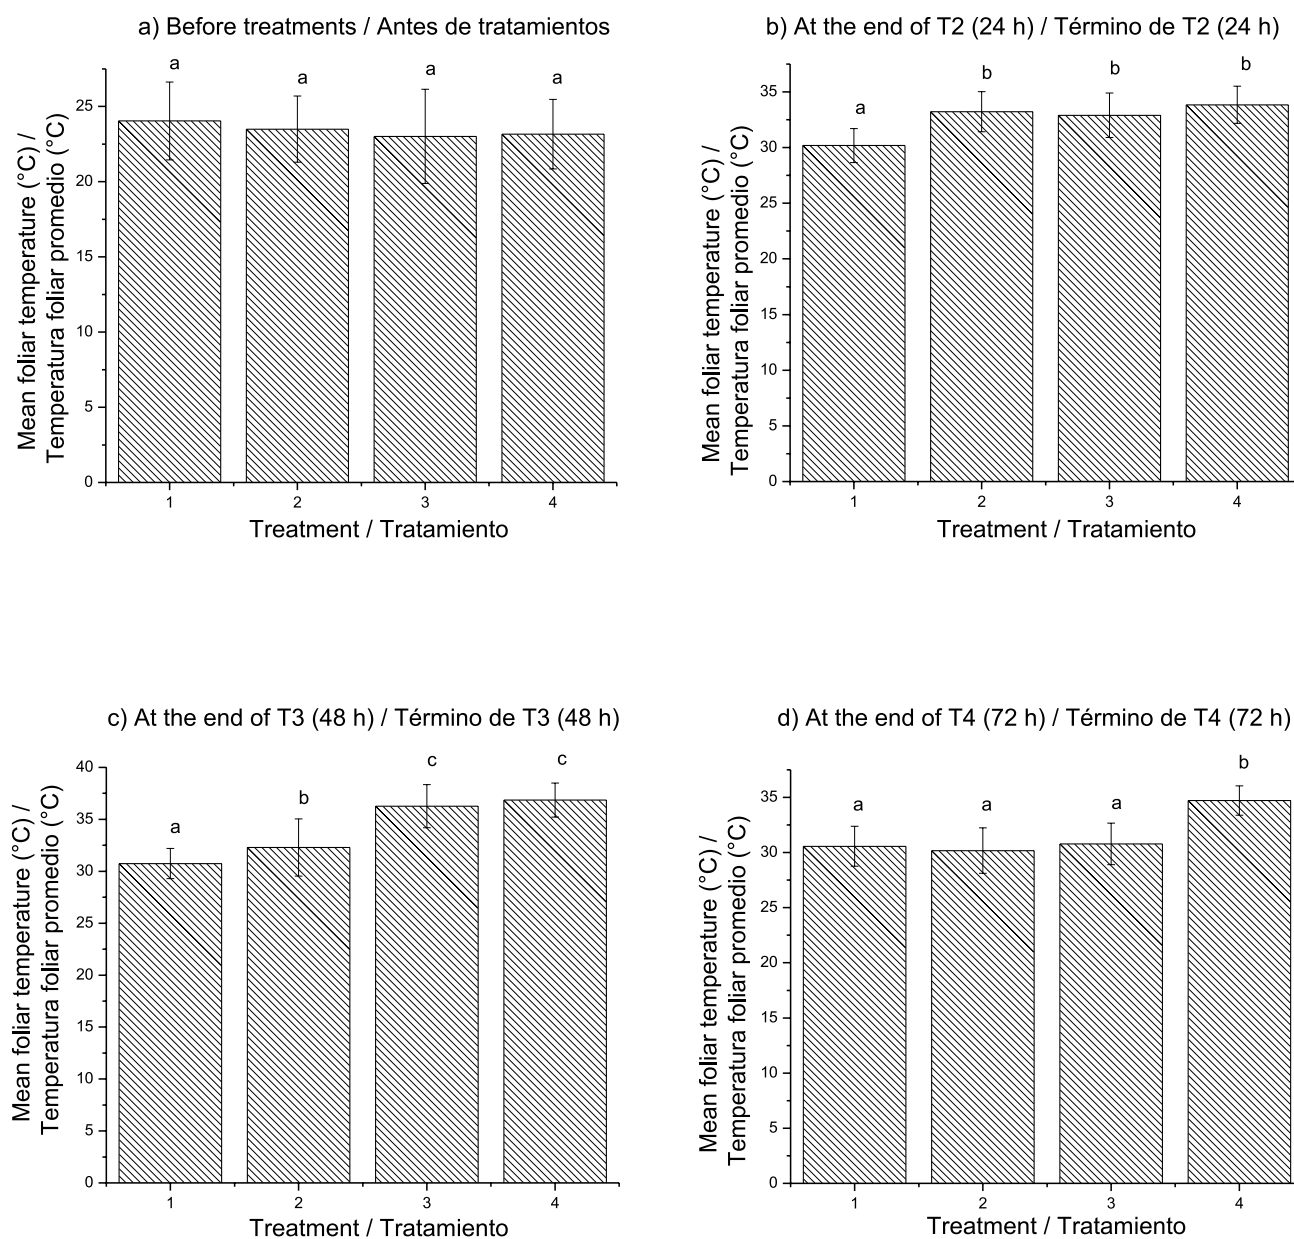 a) Before treatments / Antes de tratamientos
Mean foliar temperature (°C) /
Temperatura foliar promedio (°C)
25
20
15
10
5
0
a
a
a
a
1
2
3
4
Treatment / Tratamiento
b) At the end of T2 (24 h) / Término de T2 (24 h)
Mean foliar temperature (°C) /
Temperatura foliar promedio (°C)
35
30
25
20
15
10
5
0
a
b
b
b
1
2
3
4
Treatment / Tratamiento
c) At the end of T3 (48 h) / Término de T3 (48 h)
Mean foliar temperature (°C) /
Temperatura foliar promedio (°C)
40
35
30
25
20
15
10
5
0
a
b
c
c
1
2
3
4
Treatment / Tratamiento
d) At the end of T4 (72 h) / Término de T4 (72 h)
Mean foliar temperature (°C) /
Temperatura foliar promedio (°C)
35
30
25
20
15
10
5
0
a
a
a
b
1
2
3
4
Treatment / Tratamiento